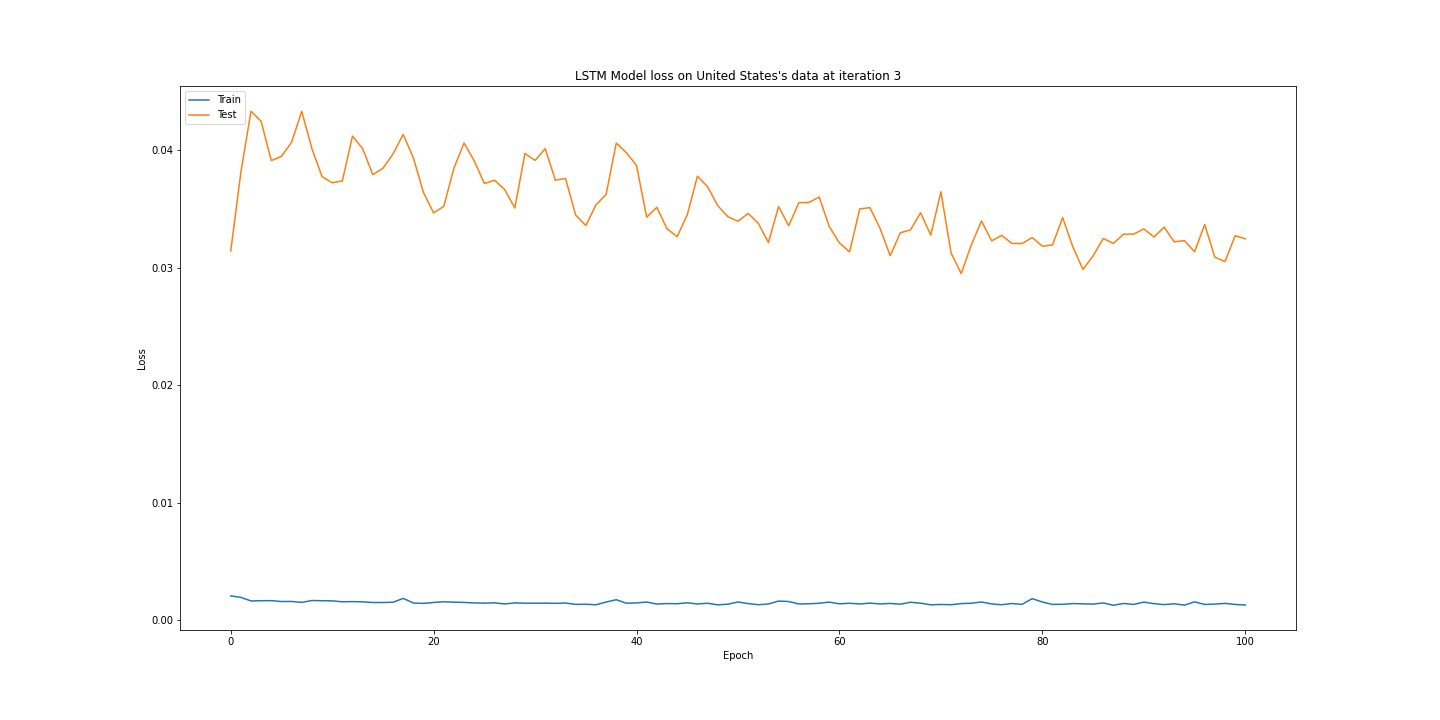 LSTM Model loss on United States's data at iteration 3
Train
Test
0.04
0.03
0.02
0.01
0.00
Loss
0 20 40 60 80 100
Epoch